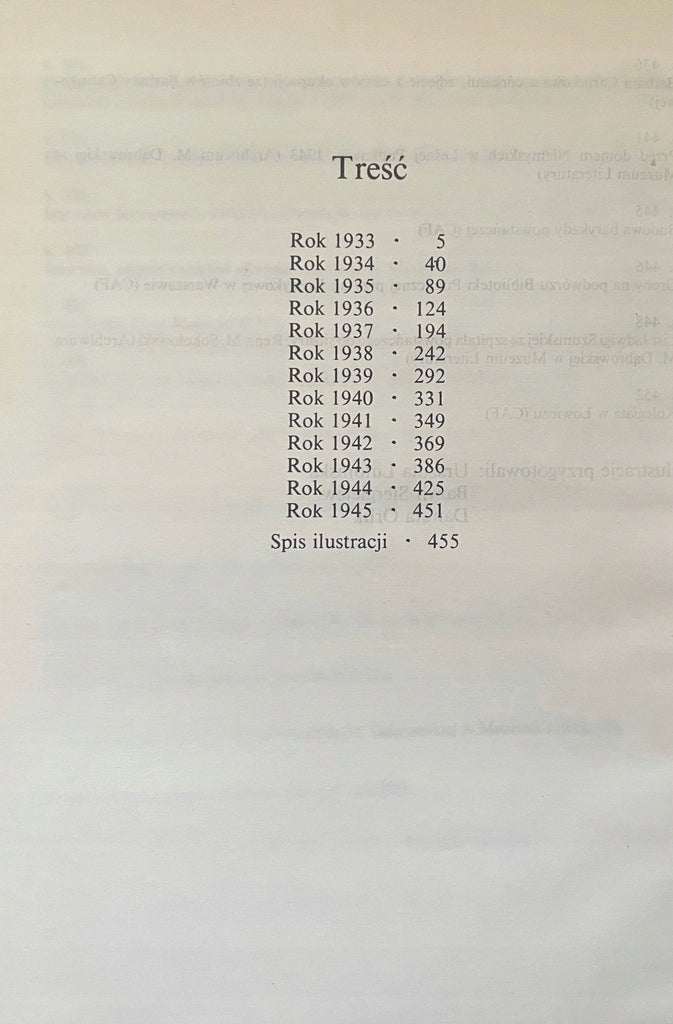 Treść
Rok 1933 · 5
Rok 1934 · 40
Rok 1935 · 89
Rok 1936 · 124
Rok 1937 · 194
Rok 1938 · 242
Rok 1939 · 292
Rok 1940 · 331
Rok 1941 · 349
Rok 1942 · 369
Rok 1943 · 386
Rok 1944 · 425
Rok 1945 · 451
Spis ilustracji · 455